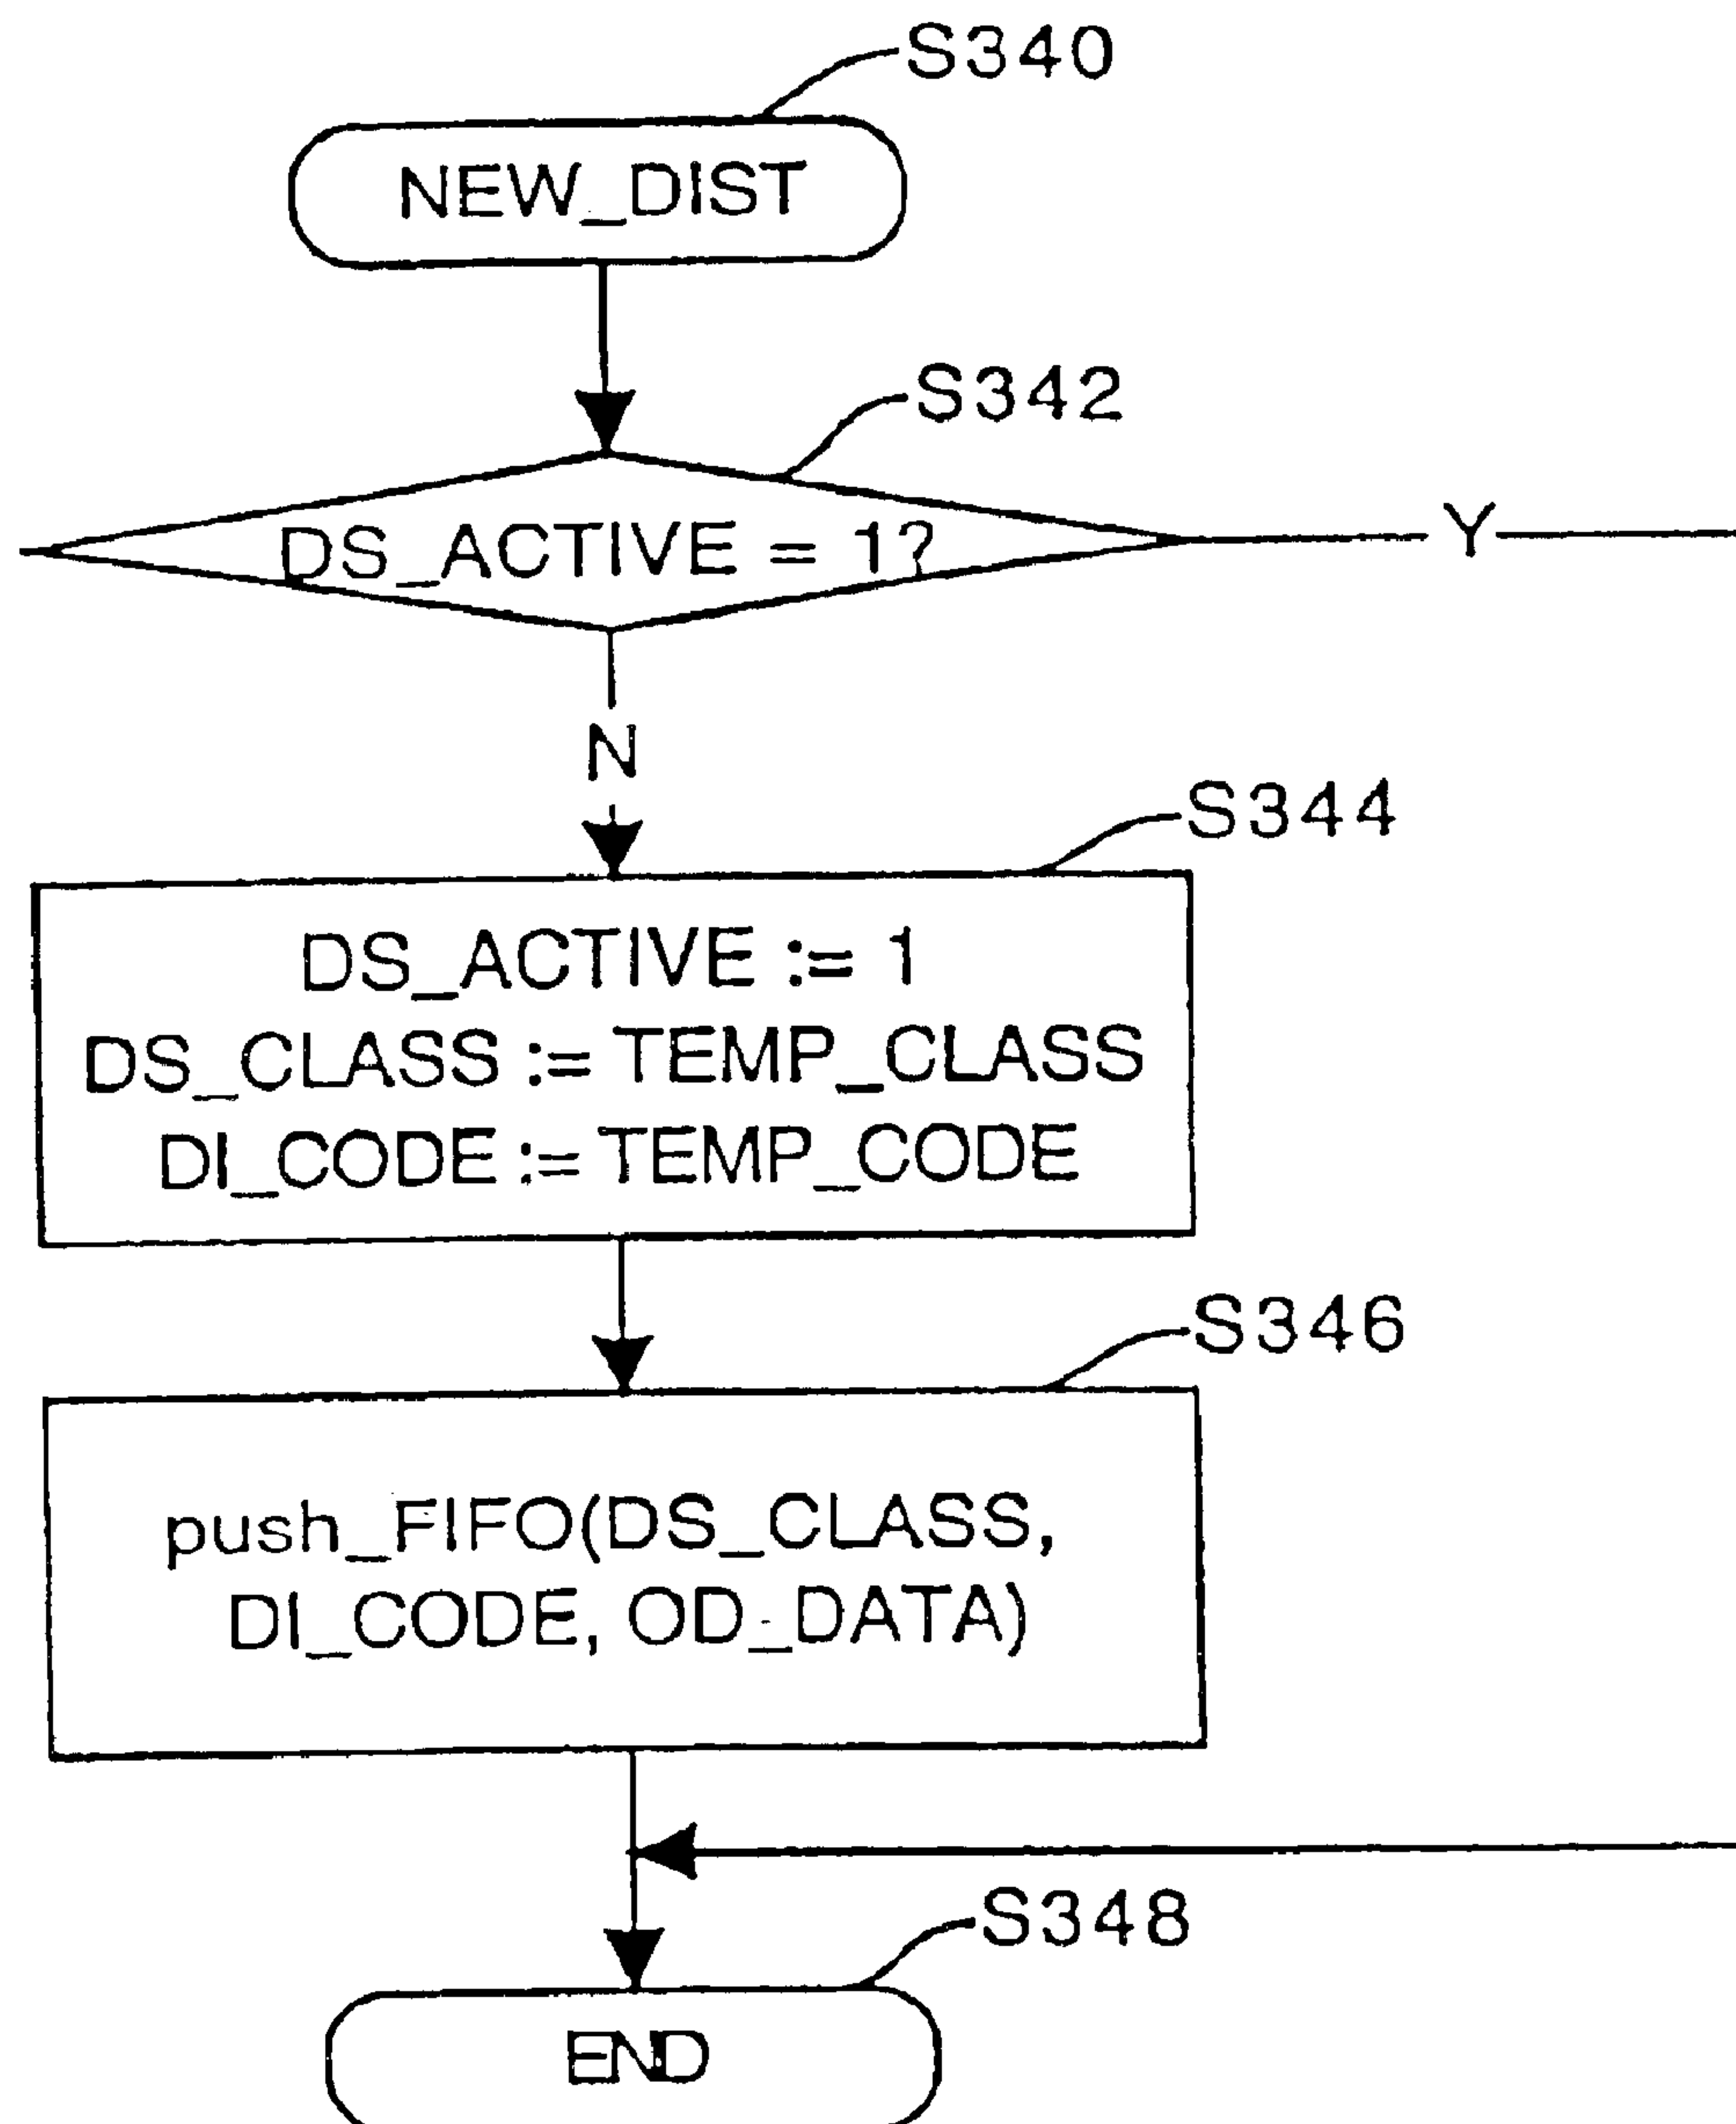 S340
NEW_DIST
S342
DS_ACTIVE = 1?
Y
N
S344
DS_ACTIVE := 1
DS_CLASS := TEMP_CLASS
DI_CODE := TEMP_CODE
S346
push_FIFO(DS_CLASS,
DI_CODE, OD_DATA)
S348
END